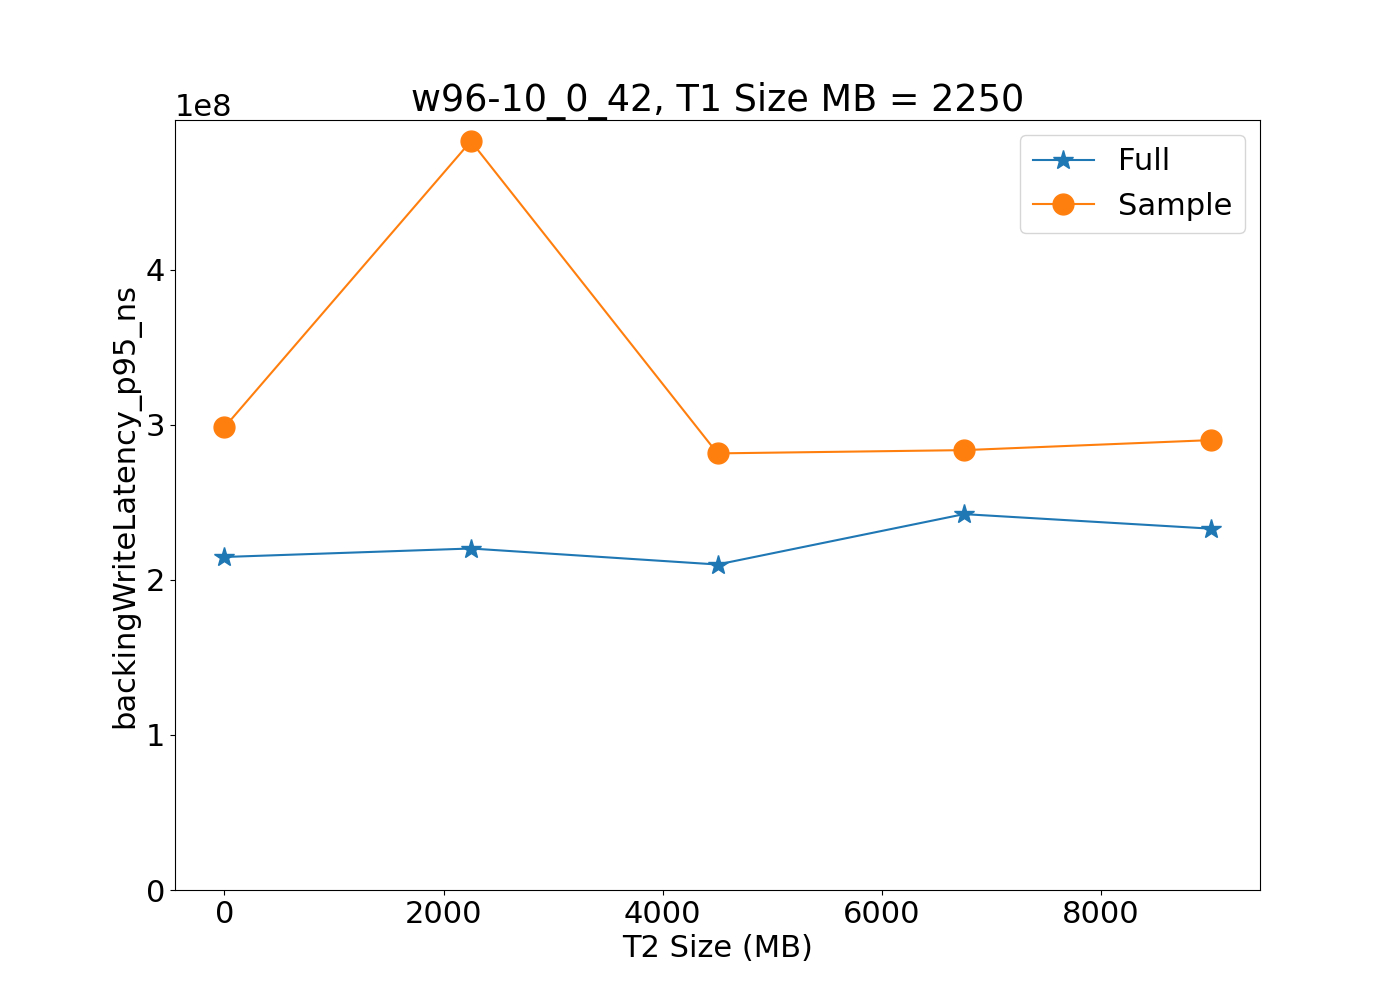 w96-10_0_42, T1 Size MB = 2250
1e8
Full
Sample
4
3
2
1
0
backingWriteLatency_p95_ns
0 2000 4000 6000 8000
T2 Size (MB)